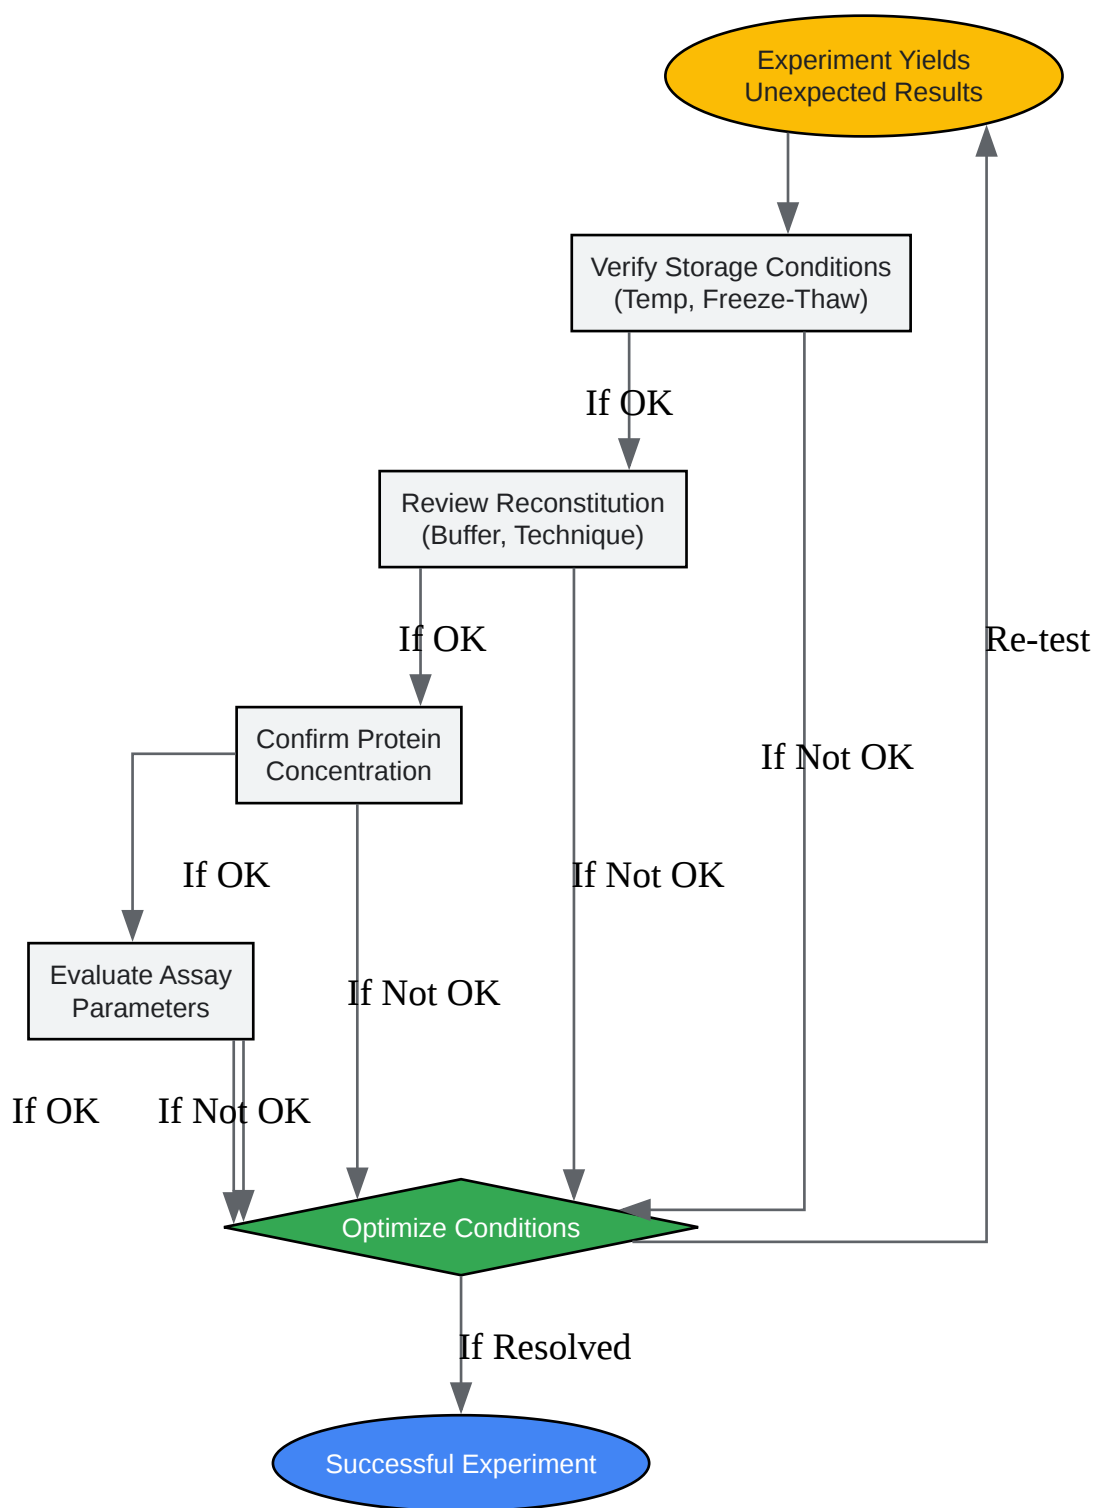 Experiment Yields
Unexpected Results
Verify Storage Conditions
(Temp, Freeze-Thaw)
If OK
Review Reconstitution
(Buffer, Technique)
If OK
Re-test
Confirm Protein
Concentration
If Not OK
If OK
If Not OK
Evaluate Assay
Parameters
If Not OK
If OK
If Not OK
Optimize Conditions
If Resolved
Successful Experiment